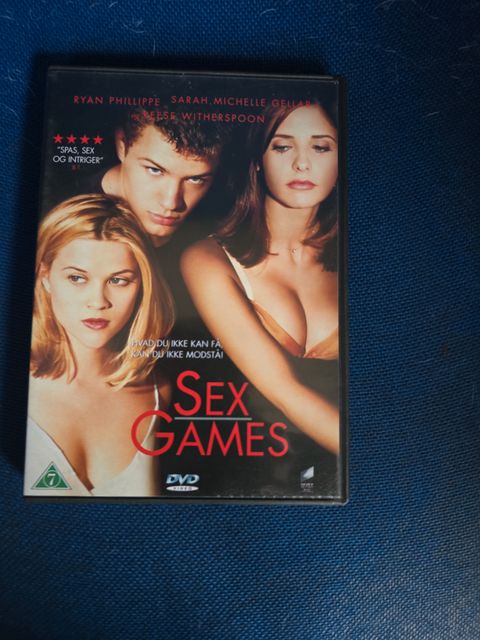 RYAN PHILLIPPE SARAH MICHELLE GELLAR
REESE WITHERSPOON
★★★★
"SPAS, SEX
OG INTRIGER"
HVAD DU IKKE KAN FÅ,
KAN DU IKKE MODSTÅ!
SEX
GAMES
7
DVD
VIDEO